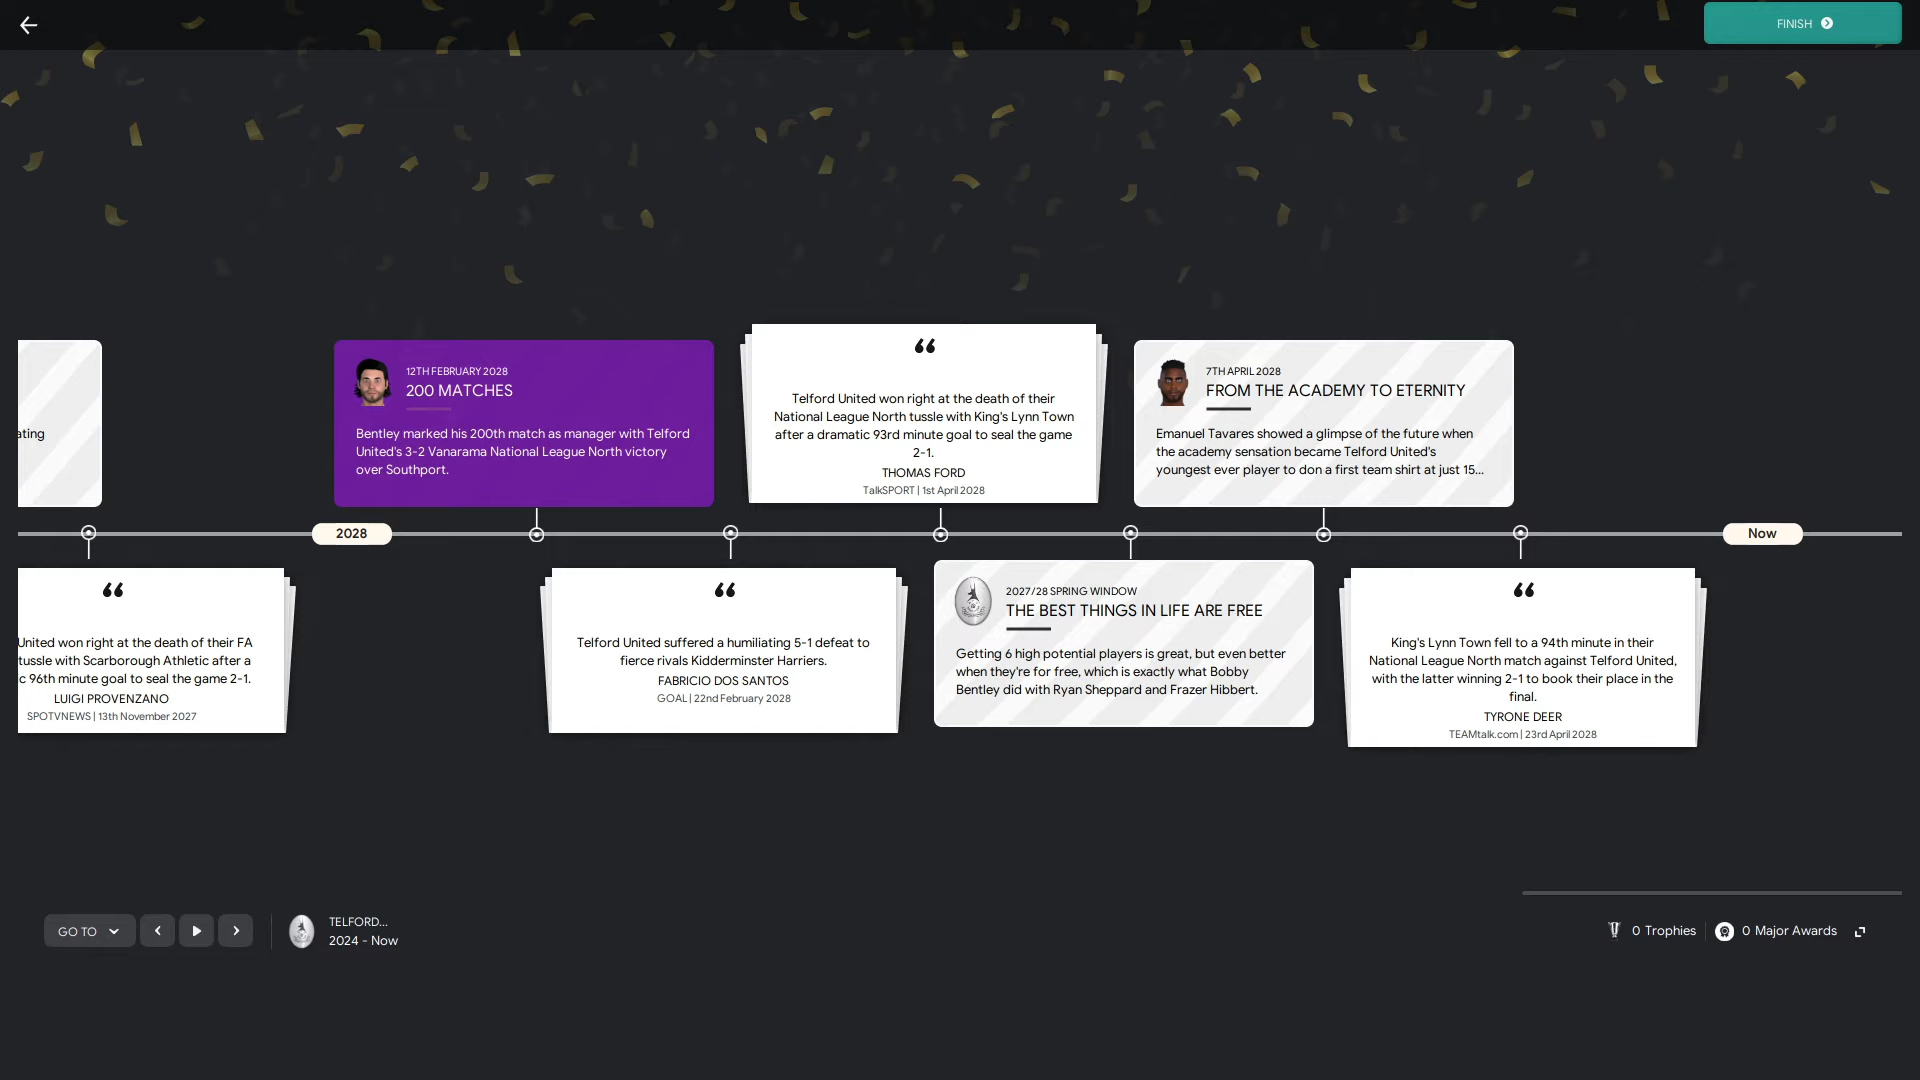 FINISH
ating
12TH FEBRUARY 2028
200 MATCHES
Bentley marked his 200th match as manager with Telford
United's 3-2 Vanarama National League North victory
over Southport.
Telford United won right at the death of their
National League North tussle with King's Lynn Town
after a dramatic 93rd minute goal to seal the game
2-1.
THOMAS FORD
TalkSPORT | 1st April 2028
7TH APRIL 2028
FROM THE ACADEMY TO ETERNITY
Emanuel Tavares showed a glimpse of the future when
the academy sensation became Telford United's
youngest ever player to don a first team shirt at just 15...
2028
Now
United won right at the death of their FA
tussle with Scarborough Athletic after a
c 96th minute goal to seal the game 2-1.
LUIGI PROVENZANO
SPOTVNEWS | 13th November 2027
Telford United suffered a humiliating 5-1 defeat to
fierce rivals Kidderminster Harriers.
FABRICIO DOS SANTOS
GOAL | 22nd February 2028
2027/28 SPRING WINDOW
THE BEST THINGS IN LIFE ARE FREE
Getting 6 high potential players is great, but even better
when they're for free, which is exactly what Bobby
Bentley did with Ryan Sheppard and Frazer Hibbert.
King's Lynn Town fell to a 94th minute in their
National League North match against Telford United,
with the latter winning 2-1 to book their place in the
final.
TYRONE DEER
TEAMtalk.com | 23rd April 2028
GO TO
TELFORD...
2024 - Now
0 Trophies
0 Major Awards